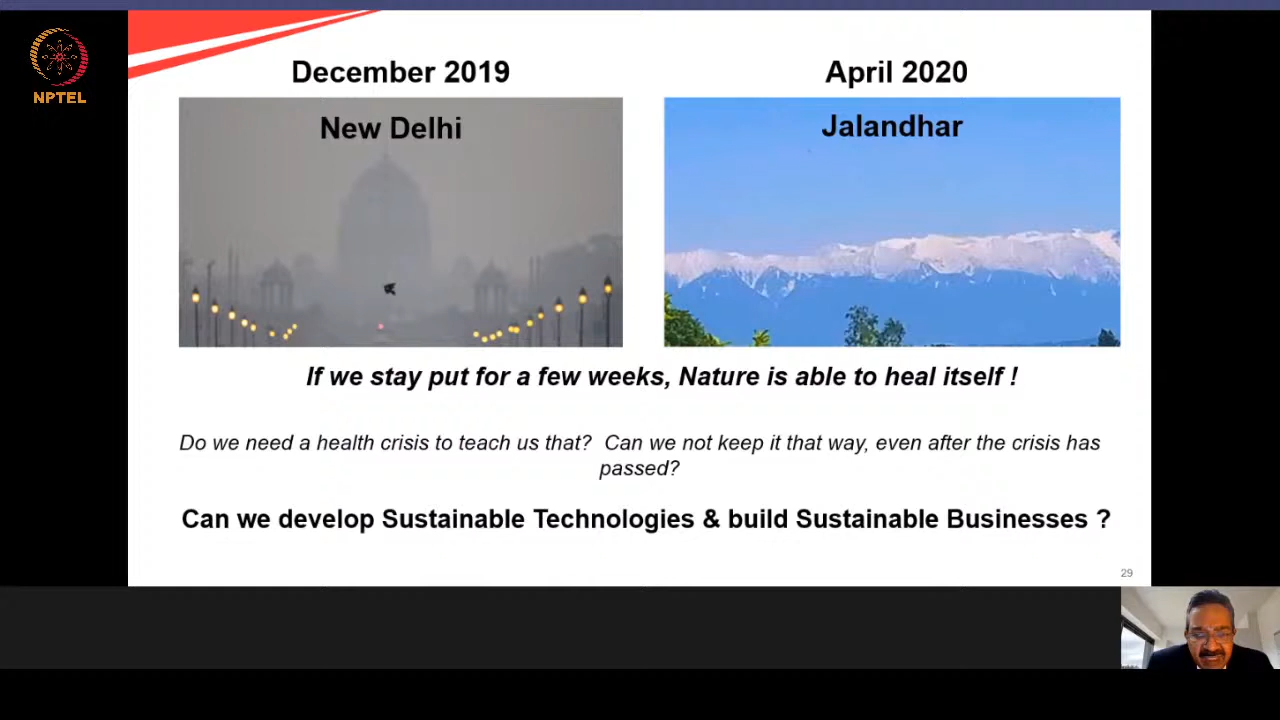 NPTEL
December 2019
April 2020
New Delhi
Jalandhar
If we stay put for a few weeks, Nature is able to heal itself !
Do we need a health crisis to teach us that?  Can we not keep it that way, even after the crisis has
passed?
Can we develop Sustainable Technologies & build Sustainable Businesses ?
29